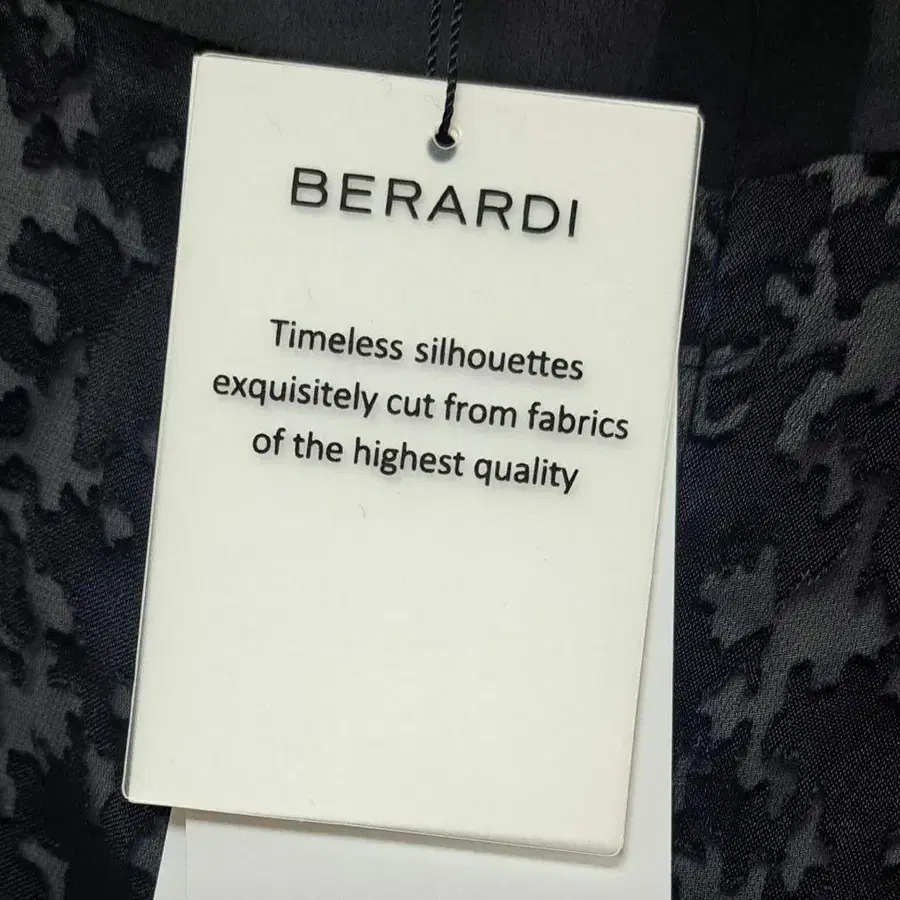 BERARDI
Timeless silhouettes
exquisitely cut from fabrics
of the highest quality